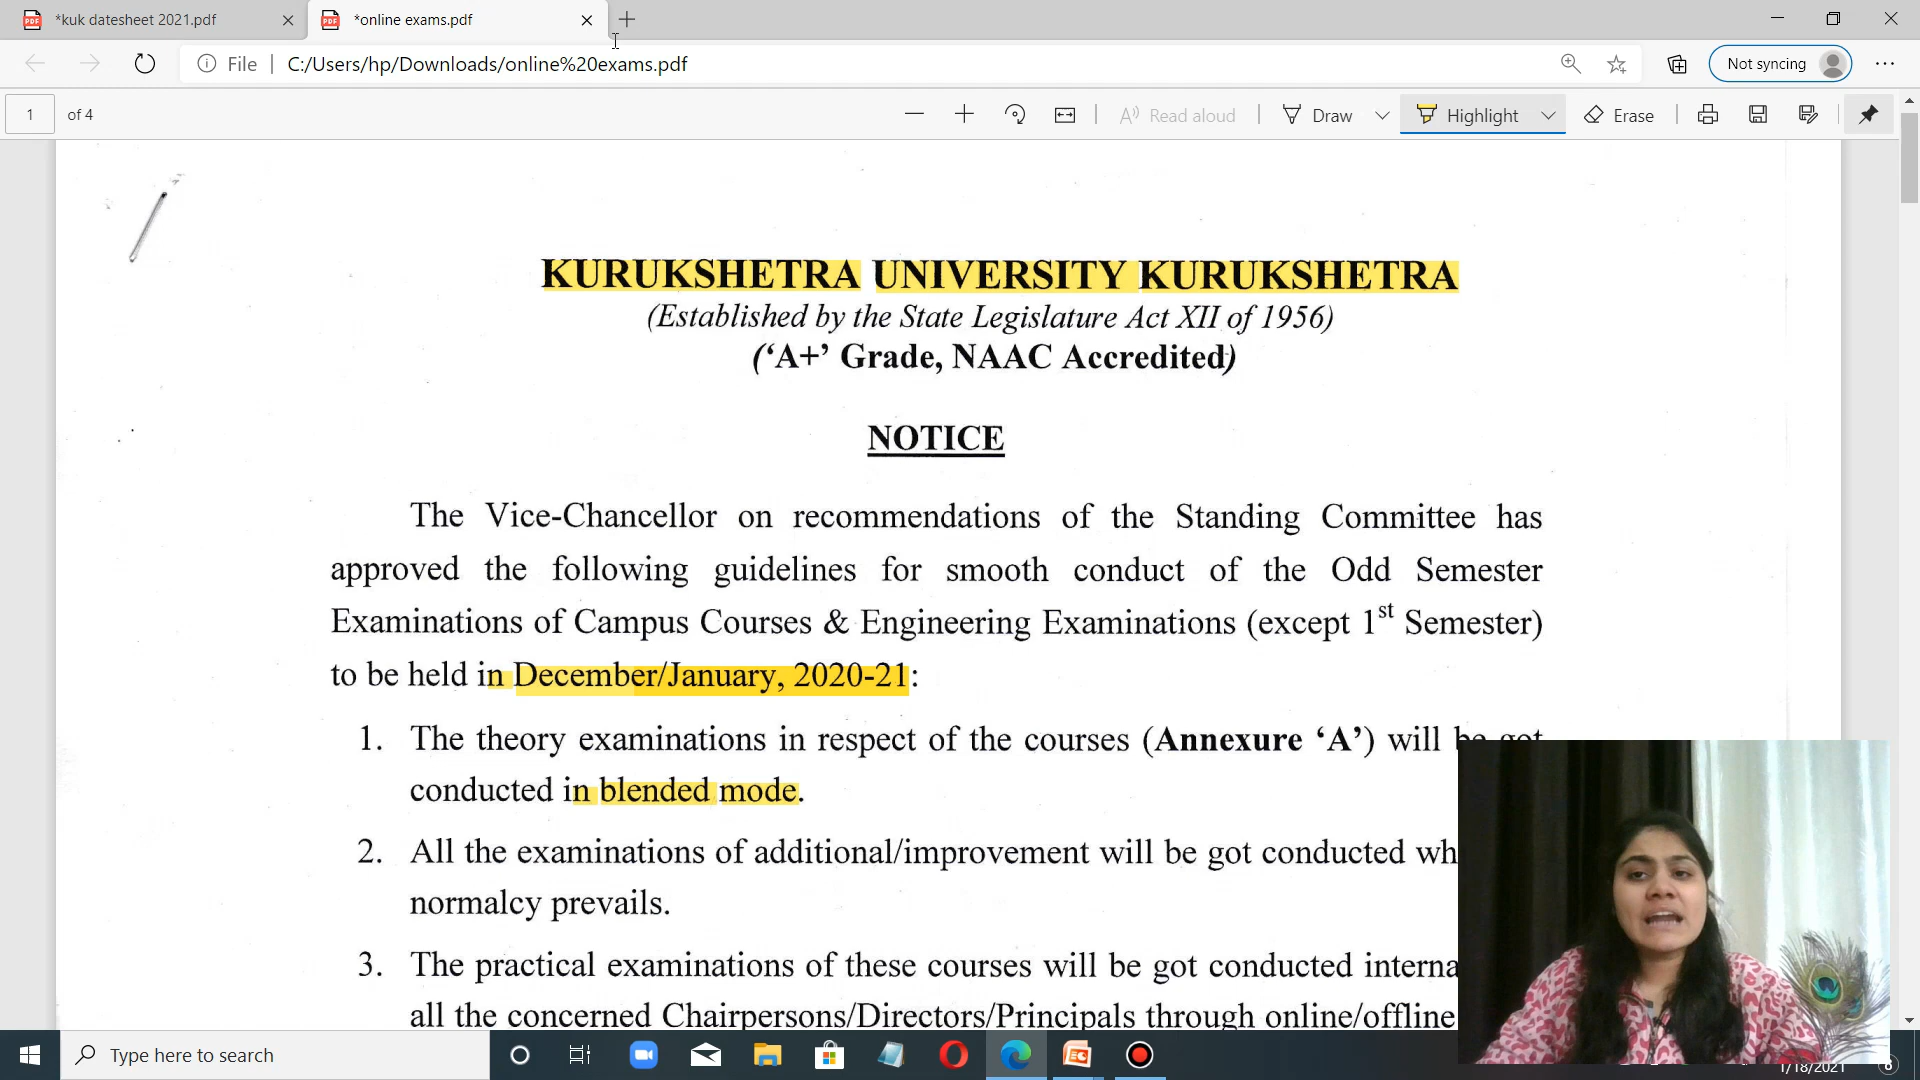 *kuk datesheet 2021.pdf
*online exams.pdf
File
C:/Users/hp/Downloads/online%20exams.pdf
Not syncing
1 of 4
Read aloud
Draw
Highlight
Erase
KURUKSHETRA UNIVERSITY KURUKSHETRA
(Established by the State Legislature Act XII of 1956)
(‘A+’ Grade, NAAC Accredited)
NOTICE
The Vice-Chancellor on recommendations of the Standing Committee has
approved the following guidelines for smooth conduct of the Odd Semester
Examinations of Campus Courses & Engineering Examinations (except 1st Semester)
to be held in December/January, 2020-21:
1. The theory examinations in respect of the courses (Annexure ‘A’) will be got
conducted in blended mode.
2. All the examinations of additional/improvement will be got conducted wh
normalcy prevails.
3. The practical examinations of these courses will be got conducted interna
all the concerned Chairpersons/Directors/Principals through online/offline
Type here to search
1/18/2021